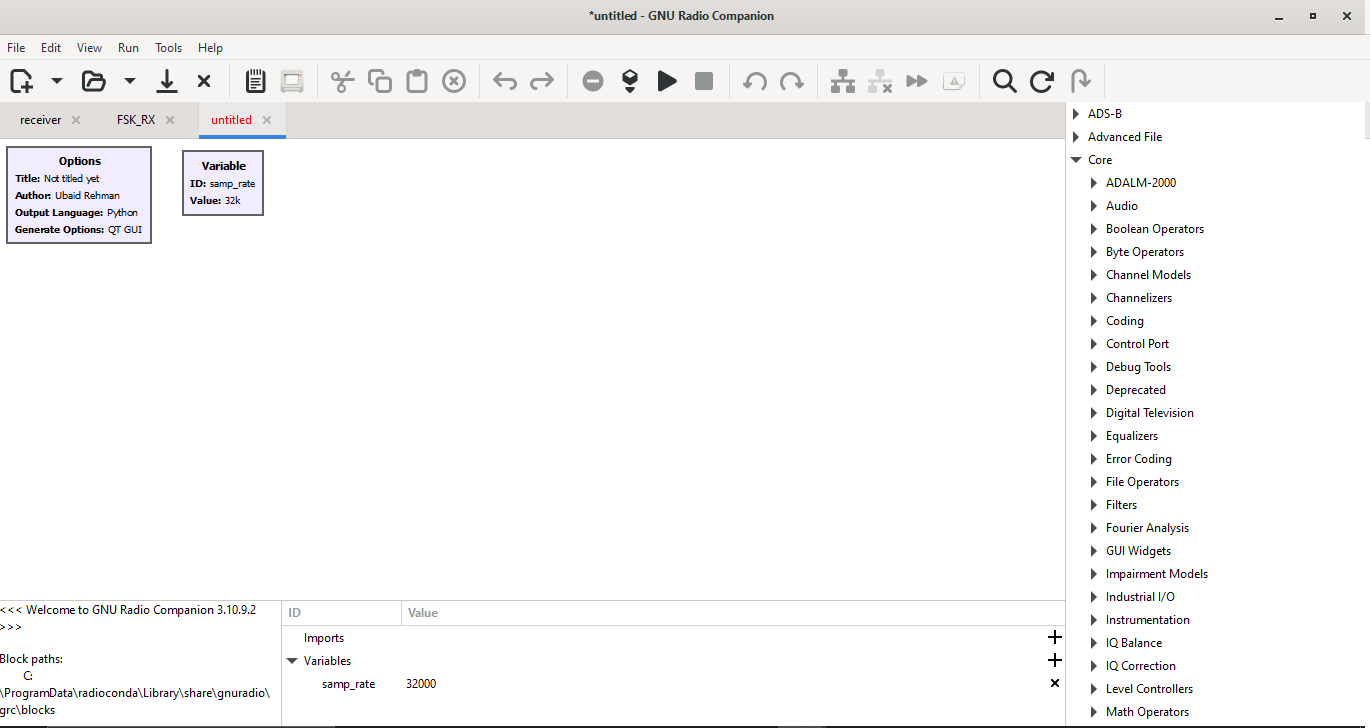 *untitled - GNU Radio Companion
File Edit View Run Tools Help
receiver FSK_RX untitled
Options
Title: Not titled yet
Author: Ubaid Rehman
Output Language: Python
Generate Options: QT GUI
Variable
ID: samp_rate
Value: 32k
<<< Welcome to GNU Radio Companion 3.10.9.2
>>>
Block paths:
C:
\ProgramData\radioconda\Library\share\gnuradio\
grc\blocks
ID Value
Imports
Variables
samp_rate 32000
ADS-B
Advanced File
Core
ADALM-2000
Audio
Boolean Operators
Byte Operators
Channel Models
Channelizers
Coding
Control Port
Debug Tools
Deprecated
Digital Television
Equalizers
Error Coding
File Operators
Filters
Fourier Analysis
GUI Widgets
Impairment Models
Industrial I/O
Instrumentation
IQ Balance
IQ Correction
Level Controllers
Math Operators